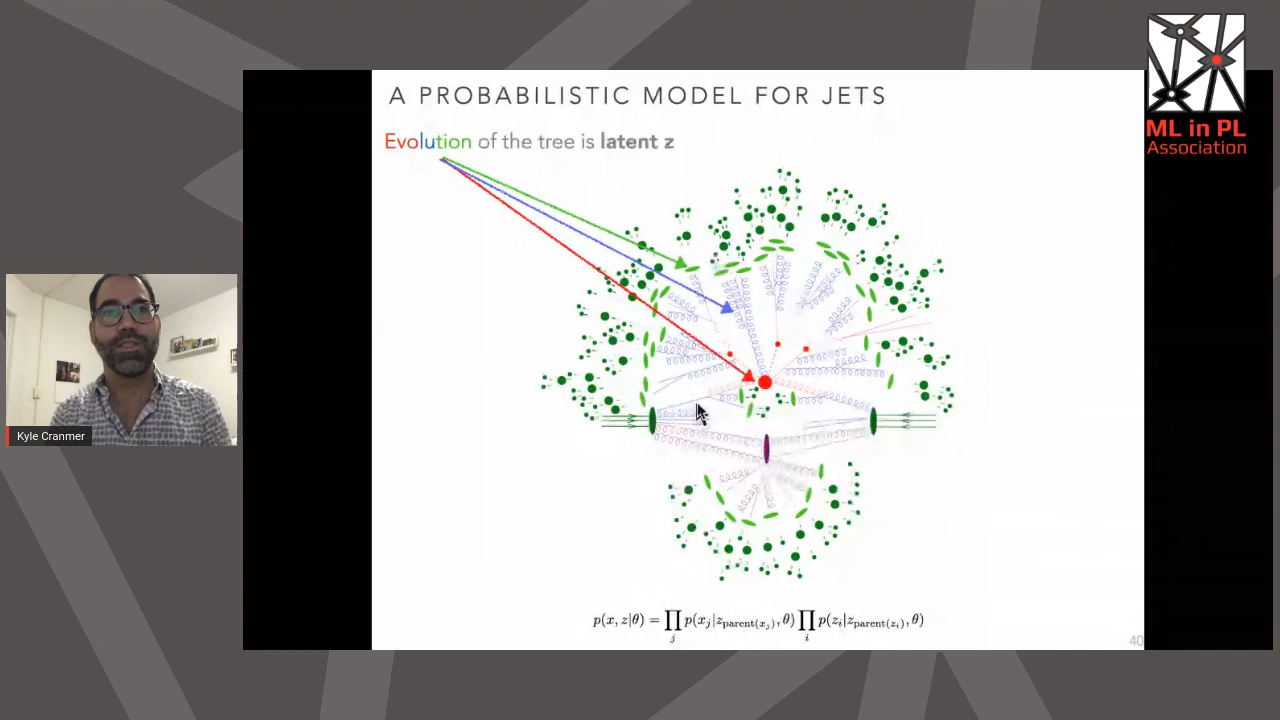 A PROBABILISTIC MODEL FOR JETS
Evolution of the tree is latent z
ML in PL
Association
Kyle Cranmer
p(x, z|θ) = ∏_j p(x_j|z_parent(x_j), θ) ∏_i p(z_i|z_parent(z_i), θ)
40